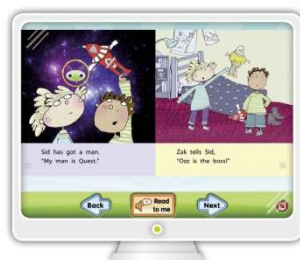 Sid has got a man.
"My man is Quest."
Zak tells Sid,
"Ozz is the boss!"
Back
Read
to me
Next